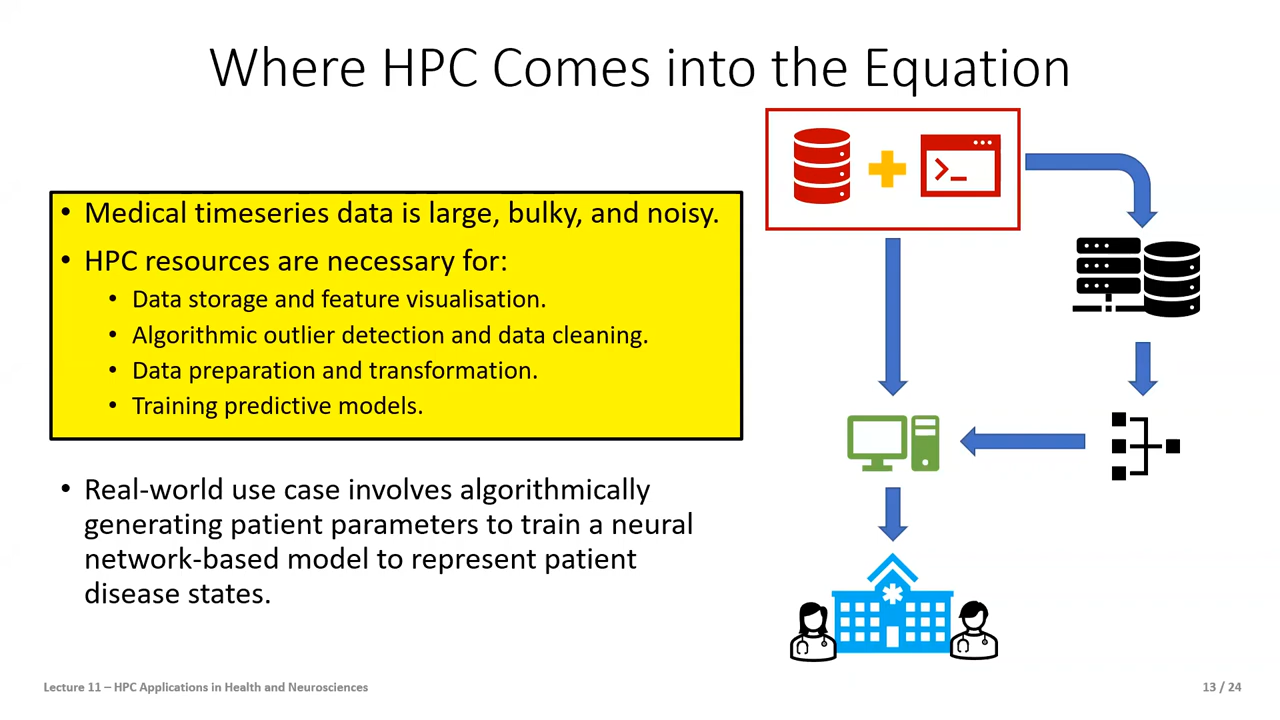 Where HPC Comes into the Equation
• Medical timeseries data is large, bulky, and noisy.
• HPC resources are necessary for:
• Data storage and feature visualisation.
• Algorithmic outlier detection and data cleaning.
• Data preparation and transformation.
• Training predictive models.
• Real-world use case involves algorithmically
generating patient parameters to train a neural
network-based model to represent patient
disease states.
Lecture 11 – HPC Applications in Health and Neurosciences
13 / 24